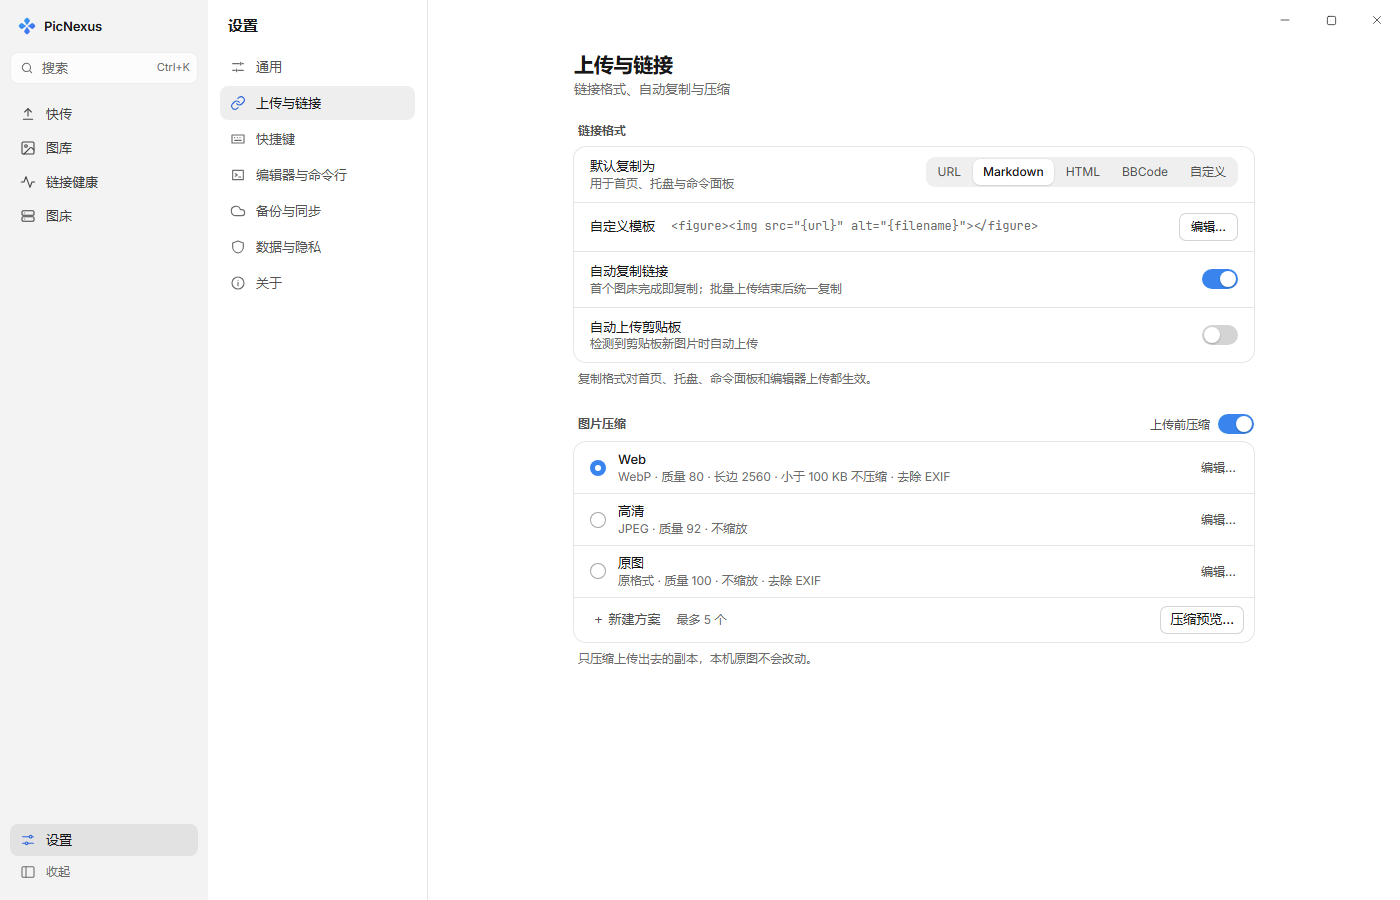 PicNexus
搜索 Ctrl+K
快传
图库
链接健康
图床
设置
收起
设置
通用
上传与链接
快捷键
编辑器与命令行
备份与同步
数据与隐私
关于
上传与链接
链接格式、自动复制与压缩
链接格式
默认复制为
用于首页、托盘与命令面板
URL Markdown HTML BBCode 自定义
自定义模板 <figure><img src="{url}" alt="{filename}"></figure> 编辑...
自动复制链接
首个图床完成即复制；批量上传结束后统一复制
自动上传剪贴板
检测到剪贴板新图片时自动上传
复制格式对首页、托盘、命令面板和编辑器上传都生效。
图片压缩 上传前压缩
Web
WebP · 质量 80 · 长边 2560 · 小于 100 KB 不压缩 · 去除 EXIF
编辑...
高清
JPEG · 质量 92 · 不缩放
编辑...
原图
原格式 · 质量 100 · 不缩放 · 去除 EXIF
编辑...
+ 新建方案 最多 5 个 压缩预览...
只压缩上传出去的副本，本机原图不会改动。